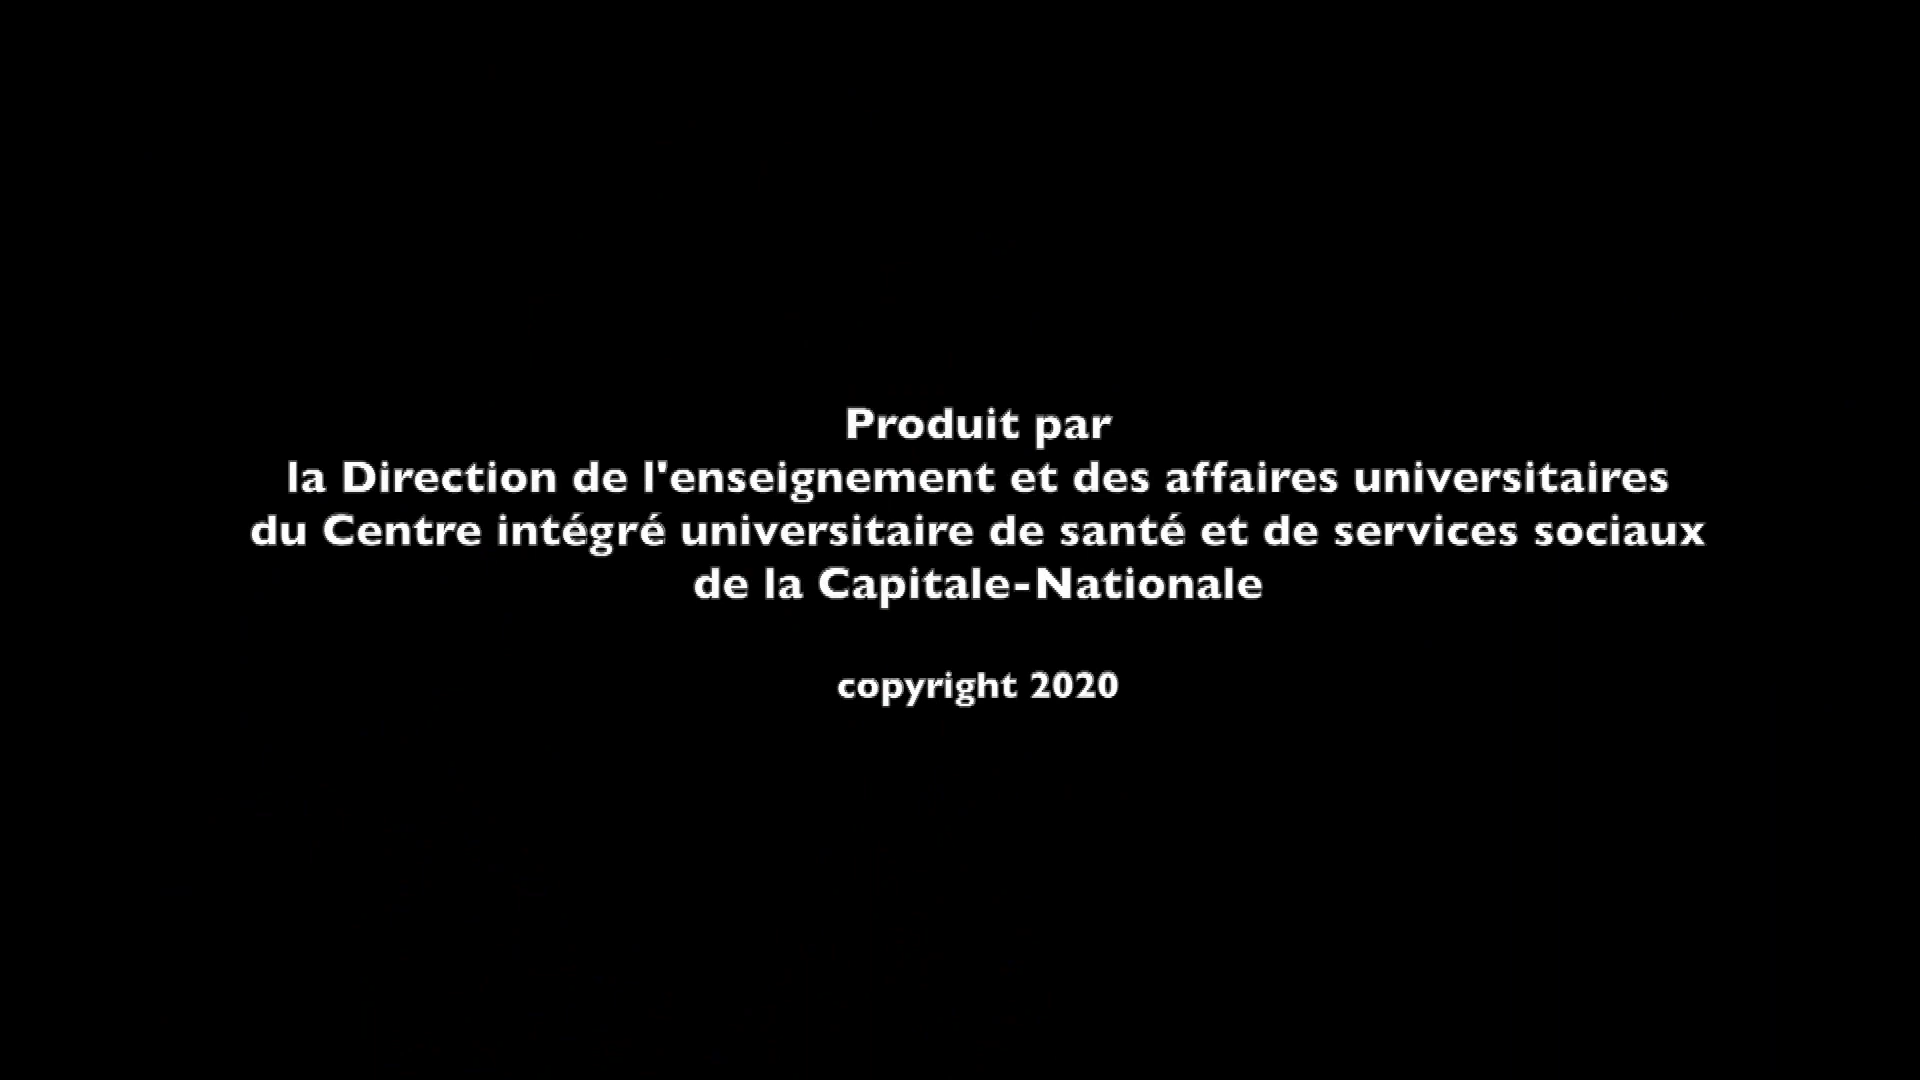 Produit par
la Direction de l'enseignement et des affaires universitaires
du Centre intégré universitaire de santé et de services sociaux
de la Capitale-Nationale
copyright 2020